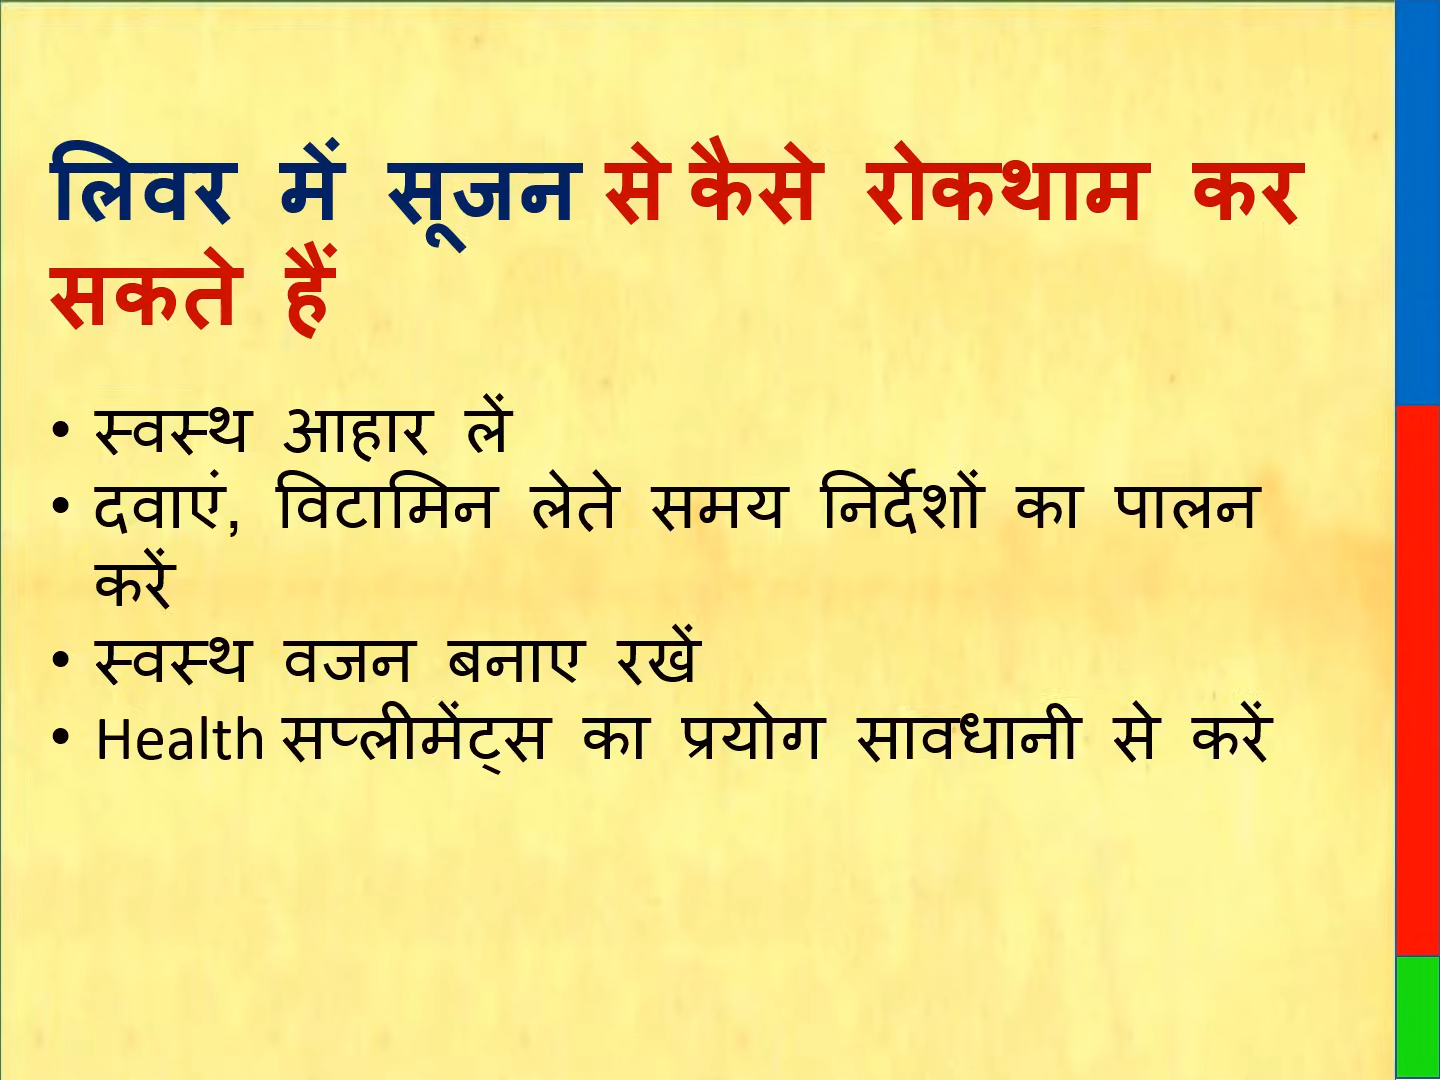 लिवर में सूजन से कैसे रोकथाम कर
सकते हैं
• स्वस्थ आहार लें
• दवाएं, विटामिन लेते समय निर्देशों का पालन
करें
• स्वस्थ वजन बनाए रखें
• Health सप्लीमेंट्स का प्रयोग सावधानी से करें